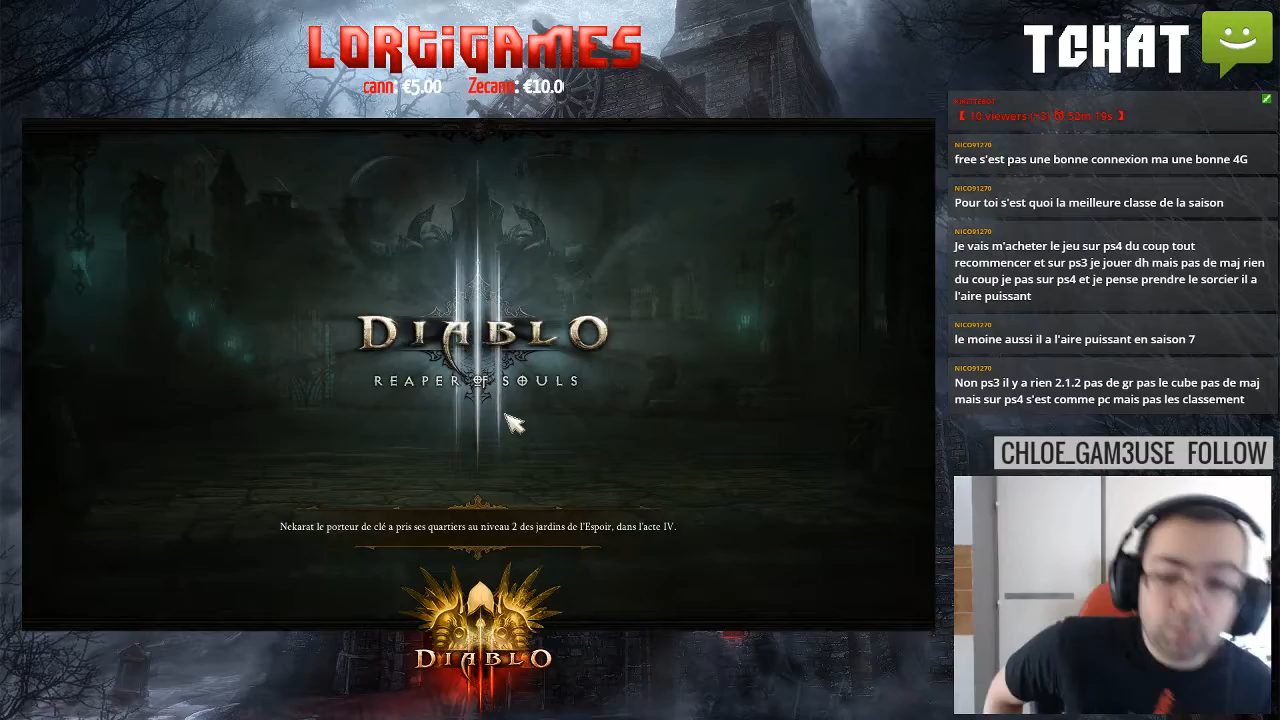 LORTIGAMES
cann: €5.00 Zecann: €10.0
TCHAT
10 viewers (+3) 52m 19s
NICO91270
free s'est pas une bonne connexion ma une bonne 4G
NICO91270
Pour toi s'est quoi la meilleure classe de la saison
NICO91270
Je vais m'acheter le jeu sur ps4 du coup tout
recommencer et sur ps3 je jouer dh mais pas de maj rien
du coup je pas sur ps4 et je pense prendre le sorcier il a
l'aire puissant
NICO91270
le moine aussi il a l'aire puissant en saison 7
NICO91270
Non ps3 il y a rien 2.1.2 pas de gr pas le cube pas de maj
mais sur ps4 s'est comme pc mais pas les classement
CHLOE_GAM3USE FOLLOW
DIABLO
REAPER OF SOULS
Nekarat le porteur de clé a pris ses quartiers au niveau 2 des jardins de l'Espoir, dans l'acte IV.
DIABLO